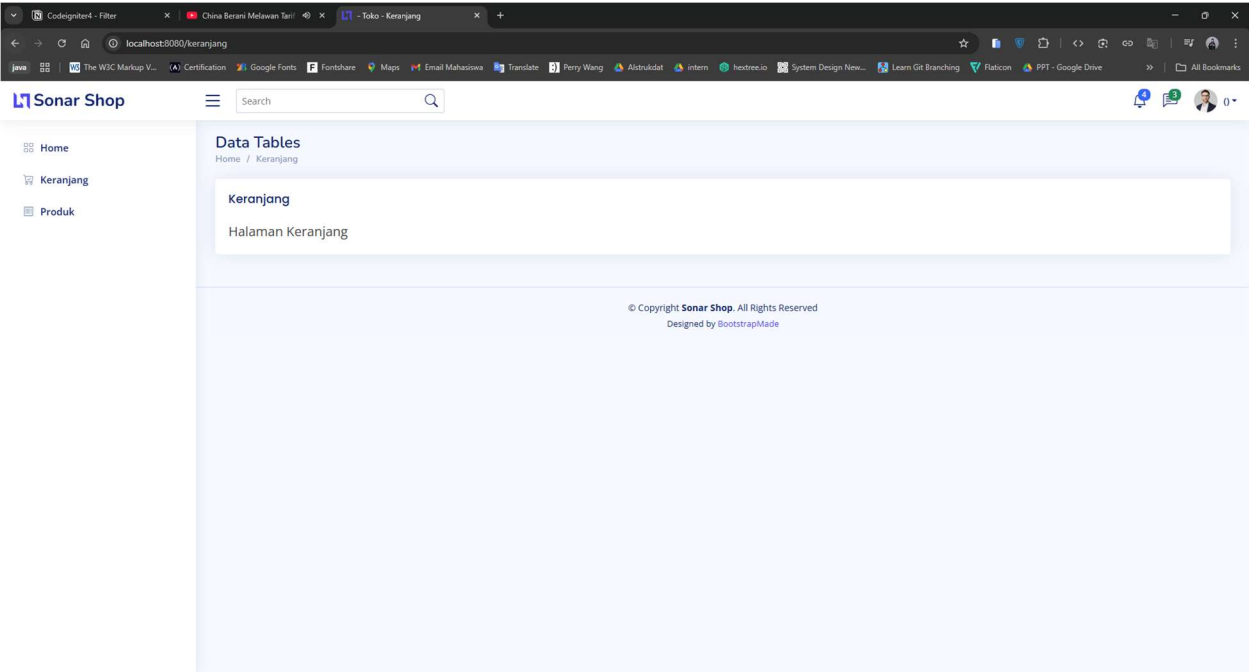 Codeigniter4 - Filter
China Berani Melawan Tarif
- Toko - Keranjang
localhost:8080/keranjang
java
The W3C Markup V...
Certification
Google Fonts
Fontshare
Maps
Email Mahasiswa
Translate
Perry Wang
Alstrukdat
intern
hextree.io
System Design New...
Learn Git Branching
Flaticon
PPT - Google Drive
All Bookmarks
Sonar Shop
Search
4
3
()
Home
Keranjang
Produk
Data Tables
Home / Keranjang
Keranjang
Halaman Keranjang
© Copyright Sonar Shop. All Rights Reserved
Designed by BootstrapMade